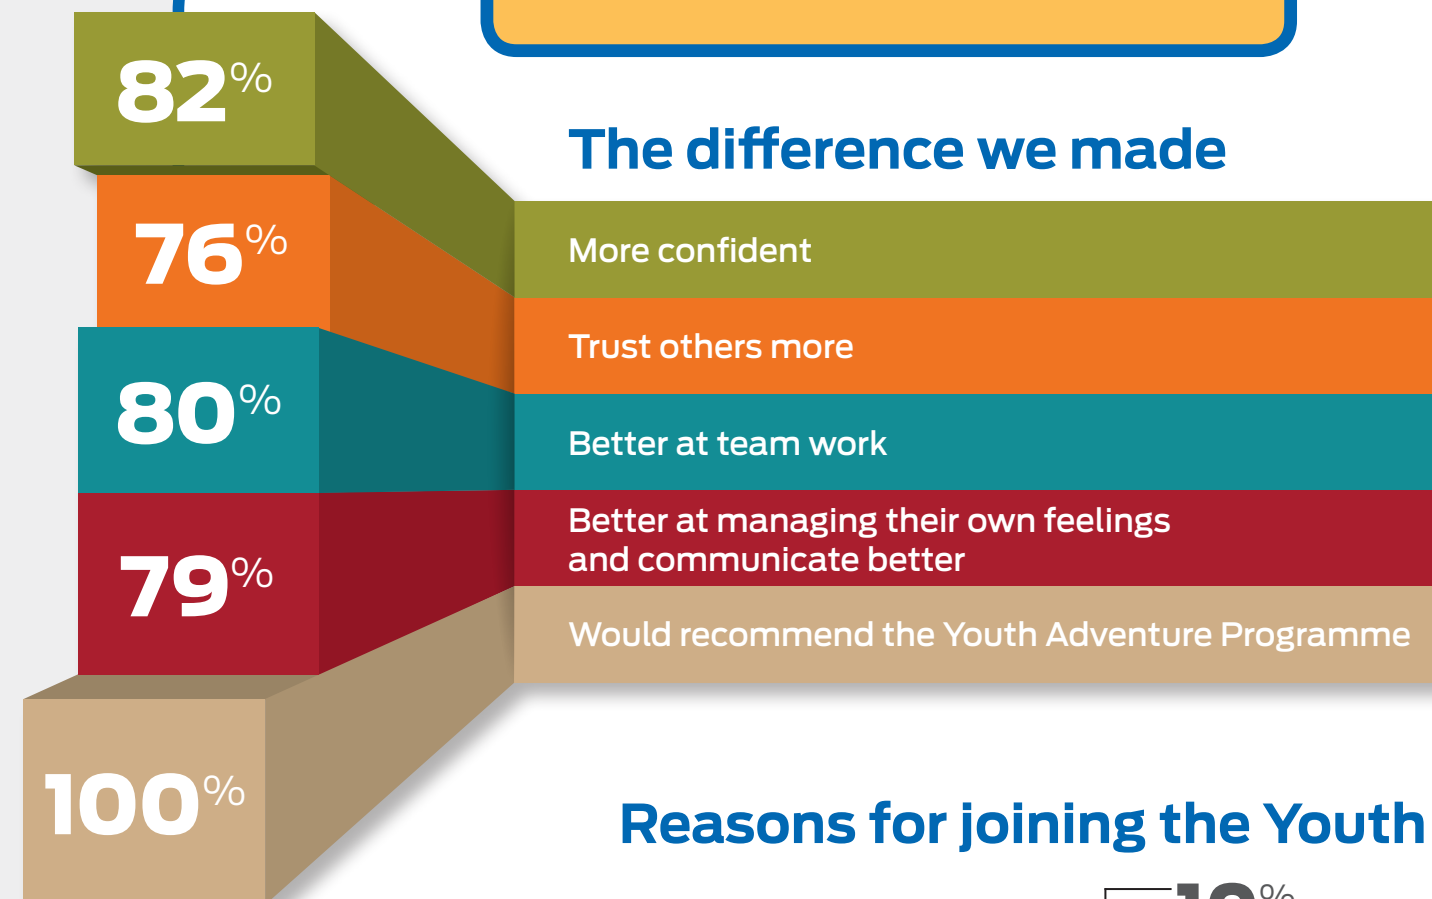 82%
The difference we made
More confident
76%
Trust others more
80%
Better at team work
79%
Better at managing their own feelings
and communicate better
100%
Would recommend the Youth Adventure Programme
Reasons for joining the Youth
%